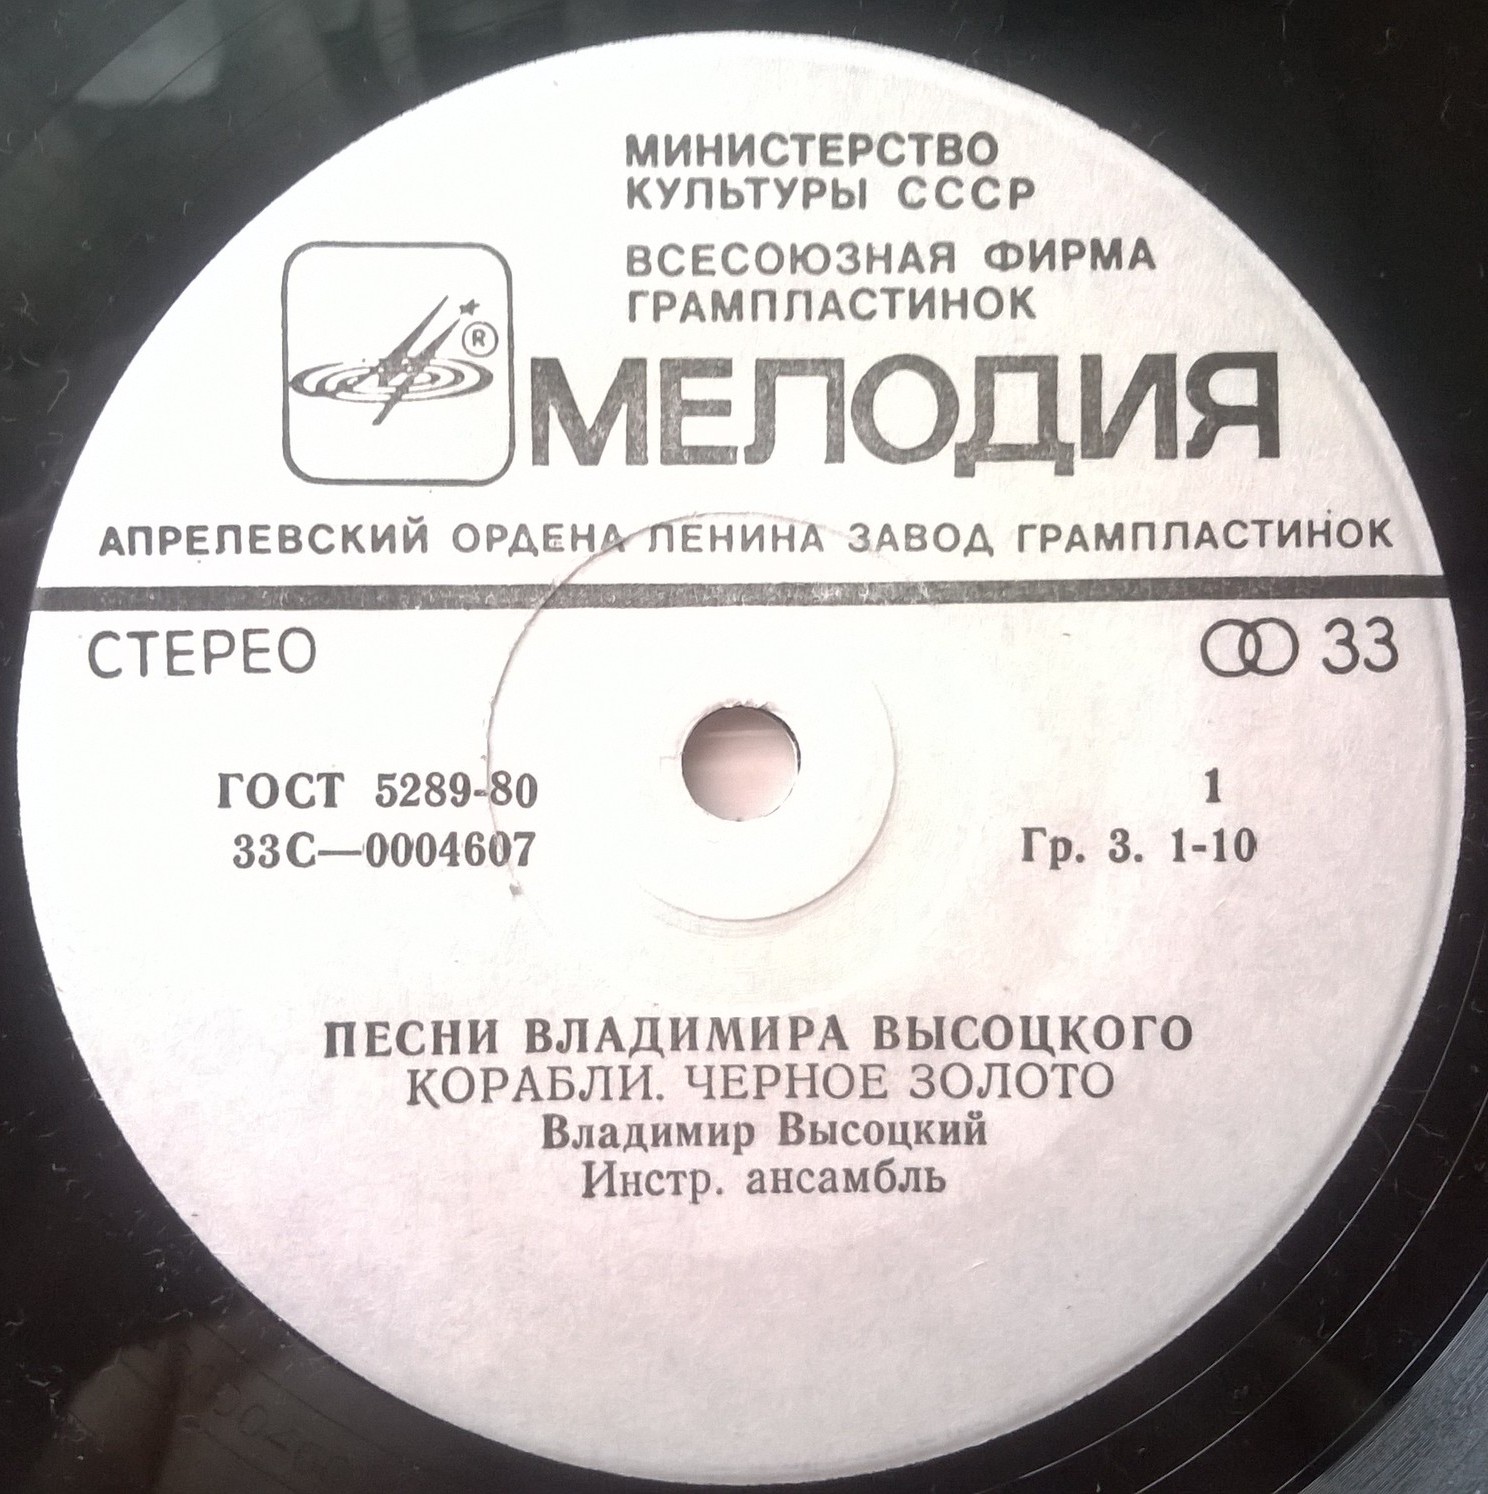 МИНИСТЕРСТВО
КУЛЬТУРЫ СССР
ВСЕСОЮЗНАЯ ФИРМА
ГРАМПЛАСТИНОК
®
МЕЛОДИЯ
АПРЕЛЕВСКИЙ ОРДЕНА ЛЕНИНА ЗАВОД ГРАМПЛАСТИНОК
СТЕРЕО 33
ГОСТ 5289-80 1
33С—0004607 Гр. 3. 1-10
ПЕСНИ ВЛАДИМИРА ВЫСОЦКОГО
КОРАБЛИ. ЧЕРНОЕ ЗОЛОТО
Владимир Высоцкий
Инстр. ансамбль